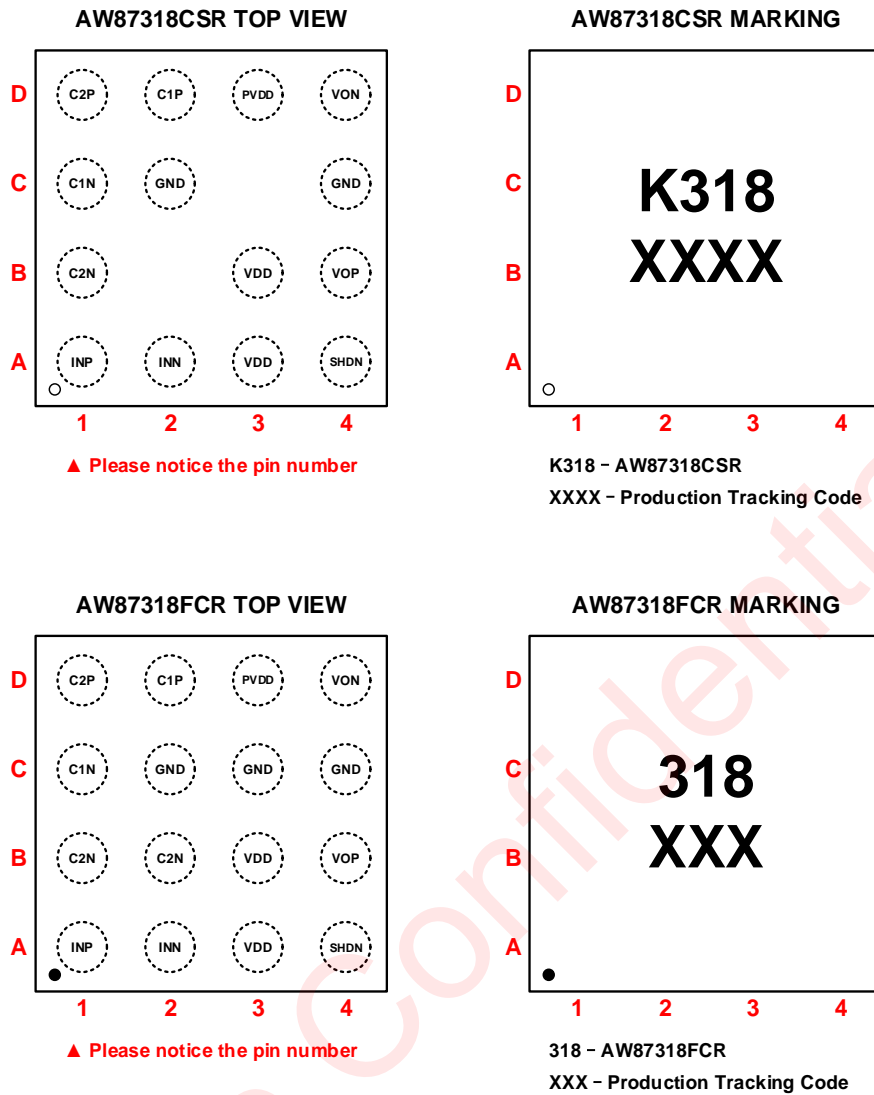 AW87318CSR TOP VIEW
D C2P C1P PVDD VON
C C1N GND GND
B C2N VDD VOP
A INP INN VDD SHDN
1 2 3 4
▲ Please notice the pin number
AW87318CSR MARKING
D
C
K318
B
XXXX
A
1 2 3 4
K318 – AW87318CSR
XXXX – Production Tracking Code
AW87318FCR TOP VIEW
D C2P C1P PVDD VON
C C1N GND GND GND
B C2N C2N VDD VOP
A INP INN VDD SHDN
1 2 3 4
▲ Please notice the pin number
AW87318FCR MARKING
D
C
318
B
XXX
A
1 2 3 4
318 – AW87318FCR
XXX – Production Tracking Code
Confidential